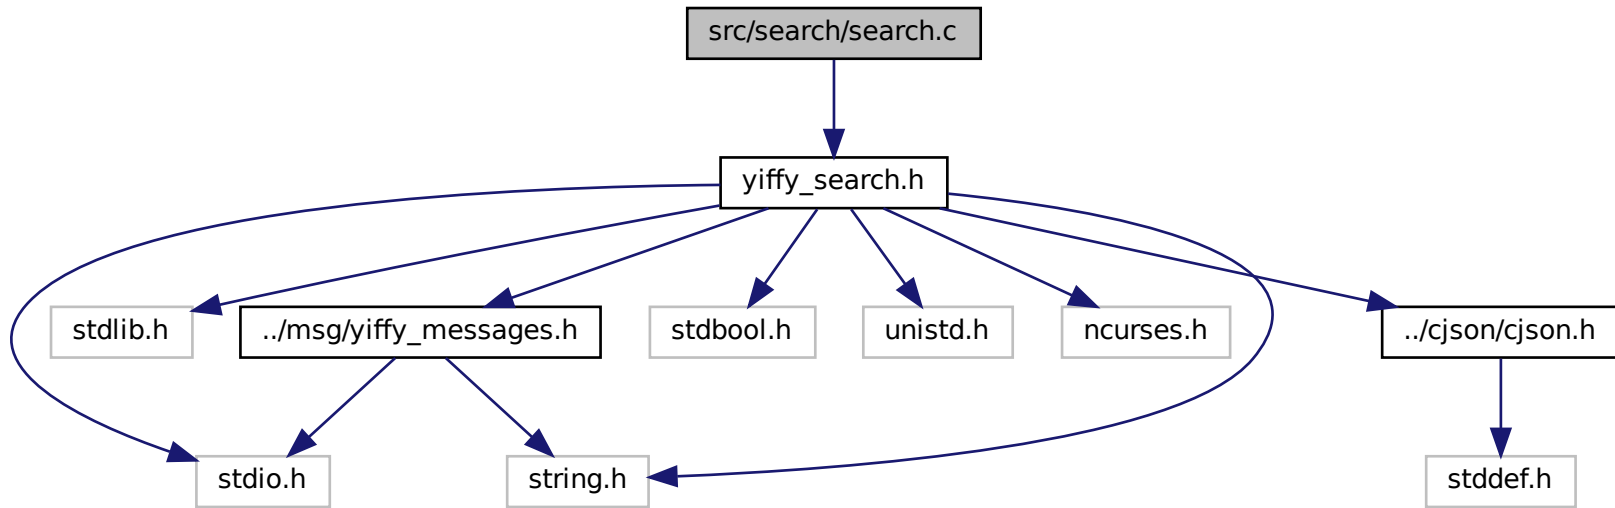 src/search/search.c
yiffy_search.h
stdlib.h
../msg/yiffy_messages.h
stdbool.h
unistd.h
ncurses.h
../cjson/cjson.h
stdio.h
string.h
stddef.h